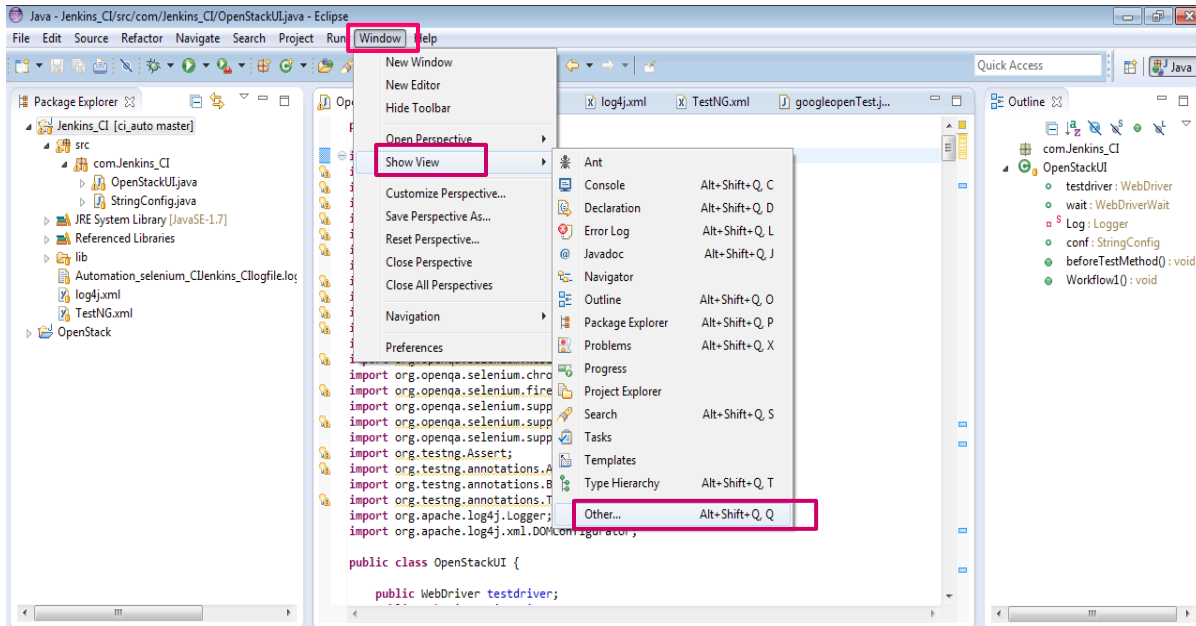 Java - Jenkins_CI/src/com/Jenkins_CI/OpenStackUI.java - Eclipse
File Edit Source Refactor Navigate Search Project Run Window Help
Quick Access
Java
Package Explorer
Jenkins_CI [ci_auto master]
src
com.Jenkins_CI
OpenStackUI.java
StringConfig.java
JRE System Library [JavaSE-1.7]
Referenced Libraries
lib
Automation_selenium_CIJenkins_CIlogfile.log
log4j.xml
TestNG.xml
OpenStack
New Window
New Editor
Hide Toolbar
Open Perspective
Show View
Customize Perspective...
Save Perspective As...
Reset Perspective...
Close Perspective
Close All Perspectives
Navigation
Preferences
log4j.xml
TestNG.xml
googleopenTest.j...
Ant
Console Alt+Shift+Q, C
Declaration Alt+Shift+Q, D
Error Log Alt+Shift+Q, L
Javadoc Alt+Shift+Q, J
Navigator
Outline Alt+Shift+Q, O
Package Explorer Alt+Shift+Q, P
Problems Alt+Shift+Q, X
Progress
Project Explorer
Search Alt+Shift+Q, S
Tasks
Templates
Type Hierarchy Alt+Shift+Q, T
Other... Alt+Shift+Q, Q
import org.openqa.selenium.chro
import org.openqa.selenium.fire
import org.openqa.selenium.supp
import org.openqa.selenium.supp
import org.openqa.selenium.supp
import org.testng.Assert;
import org.testng.annotations.A
import org.testng.annotations.B
import org.testng.annotations.T
import org.apache.log4j.Logger;
import org.apache.log4j.xml.DOMConfigurator;
public class OpenStackUI {
public WebDriver testdriver;
Outline
com.Jenkins_CI
OpenStackUI
testdriver : WebDriver
wait : WebDriverWait
Log : Logger
conf : StringConfig
beforeTestMethod() : void
Workflow1() : void